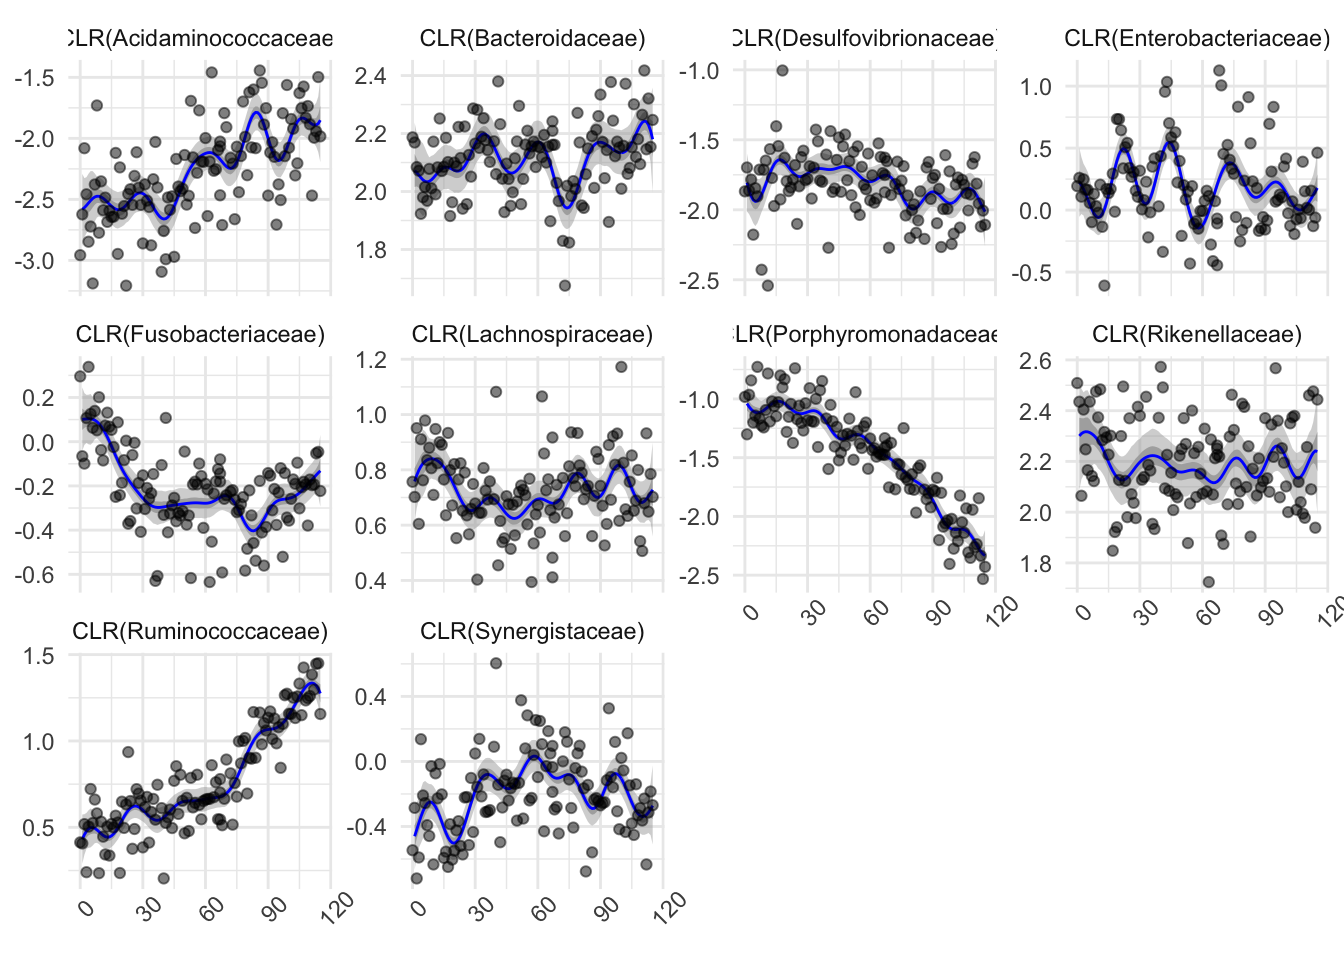 CLR(Acidaminococcaceae CLR(Bacteroidaceae) CLR(Desulfovibrionaceae) CLR(Enterobacteriaceae)
-1.5 -2.0 -2.5 -3.0
2.4 2.2 2.0 1.8
-1.0 -1.5 -2.0 -2.5
1.0 0.5 0.0 -0.5
CLR(Fusobacteriaceae) CLR(Lachnospiraceae) CLR(Porphyromonadaceae CLR(Rikenellaceae)
0.2 0.0 -0.2 -0.4 -0.6
1.2 1.0 0.8 0.6 0.4
-1.0 -1.5 -2.0 -2.5
2.6 2.4 2.2 2.0 1.8
0 30 60 90 120
0 30 60 90 120
CLR(Ruminococcaceae) CLR(Synergistaceae)
1.5 1.0 0.5
0.4 0.0 -0.4
0 30 60 90 120
0 30 60 90 120